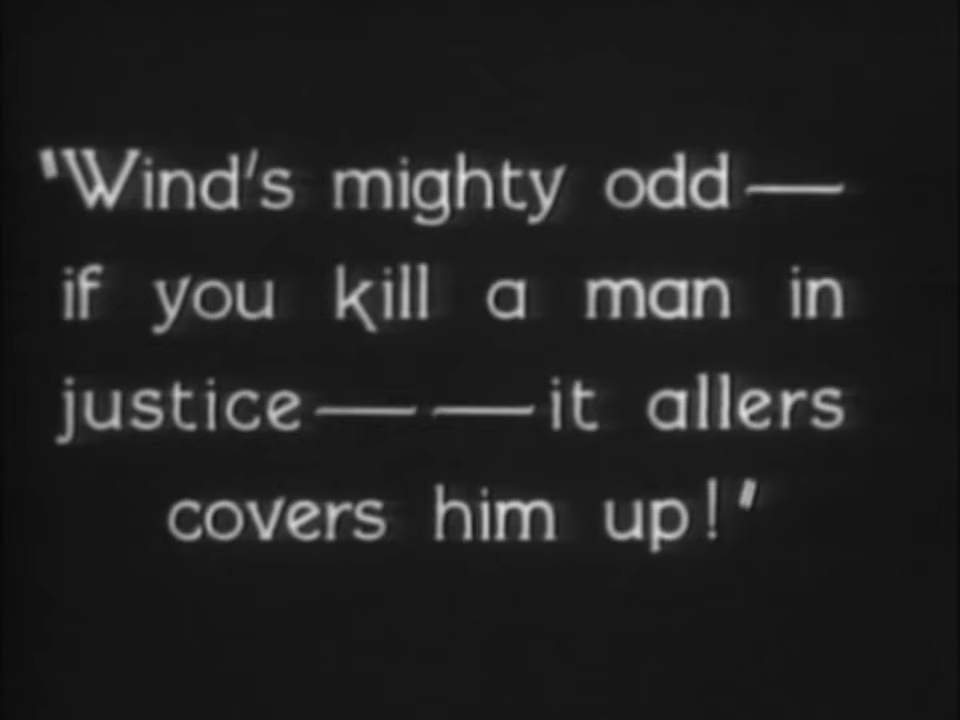 "Wind's mighty odd—
if you kill a man in
justice——it allers
covers him up!"